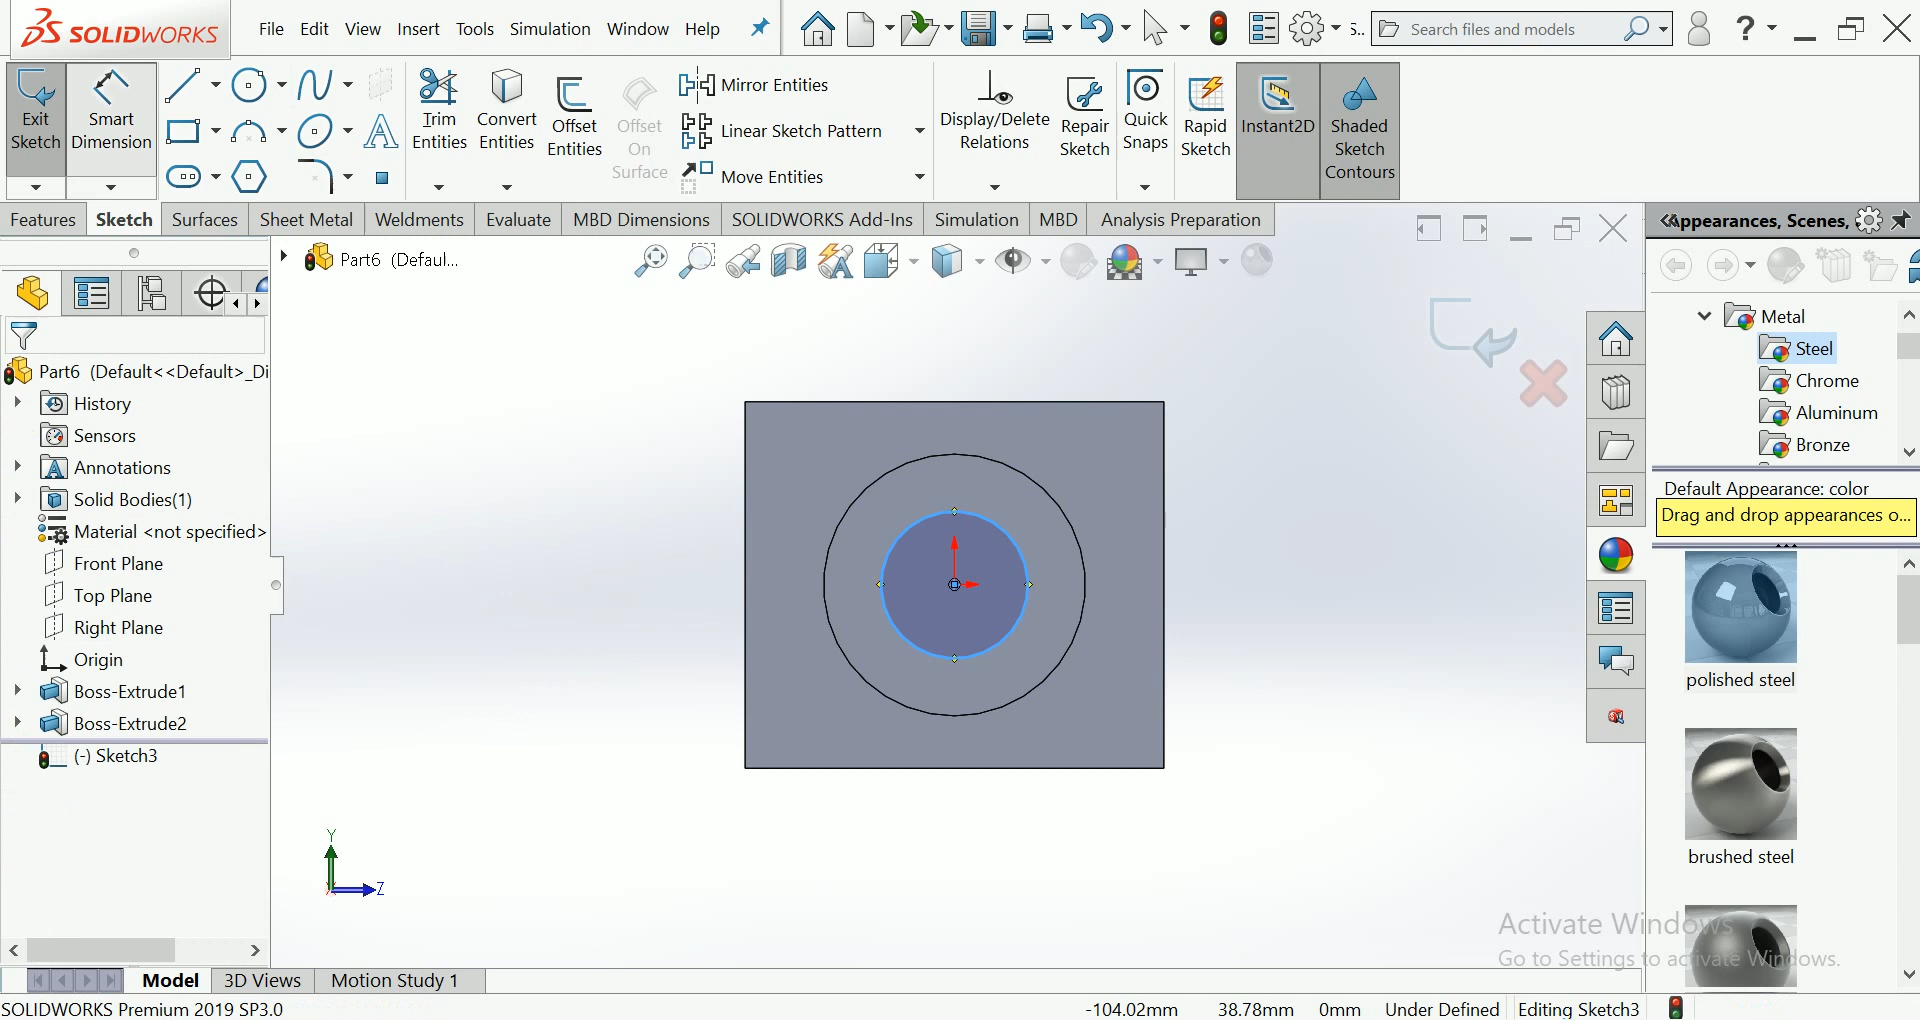 SOLIDWORKS File Edit View Insert Tools Simulation Window Help S.. Search files and models ?
Exit Sketch
Smart Dimension
Trim Entities
Convert Entities
Offset Entities
Offset On Surface
Mirror Entities
Linear Sketch Pattern
Move Entities
Display/Delete Relations
Repair Sketch
Quick Snaps
Rapid Sketch
Instant2D
Shaded Sketch Contours
Features Sketch Surfaces Sheet Metal Weldments Evaluate MBD Dimensions SOLIDWORKS Add-Ins Simulation MBD Analysis Preparation
Part6 (Defaul...
Part6 (Default<<Default>_Di
History
Sensors
Annotations
Solid Bodies(1)
Material <not specified>
Front Plane
Top Plane
Right Plane
Origin
Boss-Extrude1
Boss-Extrude2
(-) Sketch3
Y
Z
Appearances, Scenes,
Metal
Steel
Chrome
Aluminum
Bronze
Default Appearance: color
Drag and drop appearances o...
polished steel
brushed steel
Activate Windows
Go to Settings to activate Windows.
Model 3D Views Motion Study 1
SOLIDWORKS Premium 2019 SP3.0 -104.02mm 38.78mm 0mm Under Defined Editing Sketch3